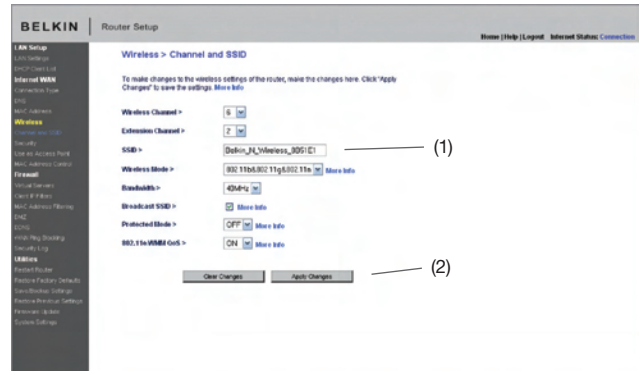 BELKIN Router Setup
Home | Help | Logout Internet Status: Connection
LAN Setup
LAN Settings
DHCP Client List
Internet WAN
Connection Type
DNS
MAC Address
Wireless
Channel and SSID
Security
Use as Access Point
MAC Address Control
Firewall
Virtual Servers
Client IP Filters
MAC Address Filtering
DMZ
DDNS
WAN Ping Blocking
Security Log
Utilities
Restart Router
Restore Factory Defaults
Save/Backup Settings
Restore Previous Settings
Firmware Update
System Settings
Wireless > Channel and SSID
To make changes to the wireless settings of the router, make the changes here. Click "Apply
Changes" to save the settings. More Info
Wireless Channel > 6
Extension Channel > 2
SSID > (1)
Wireless Mode > 802.11b&802.11g&802.11n More Info
Bandwidth > 40MHz
Broadcast SSID > More Info
Protected Mode > OFF More Info
802.11e/WMM QoS > ON More Info
Clear Changes Apply Changes (2)